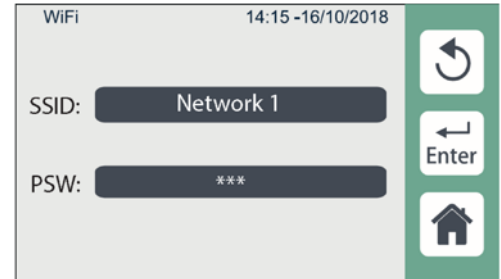 WiFi 14:15 -16/10/2018
SSID: Network 1
Enter
PSW: ***